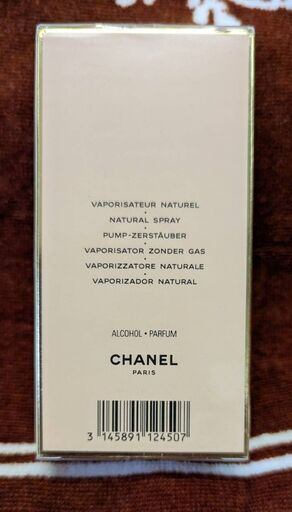 VAPORISATEUR NATUREL
•
NATURAL SPRAY
•
PUMP-ZERSTÄUBER
•
VAPORISATOR ZONDER GAS
•
VAPORIZZATORE NATURALE
•
VAPORIZADOR NATURAL
ALCOHOL • PARFUM
CHANEL
PARIS
3 145891 124507